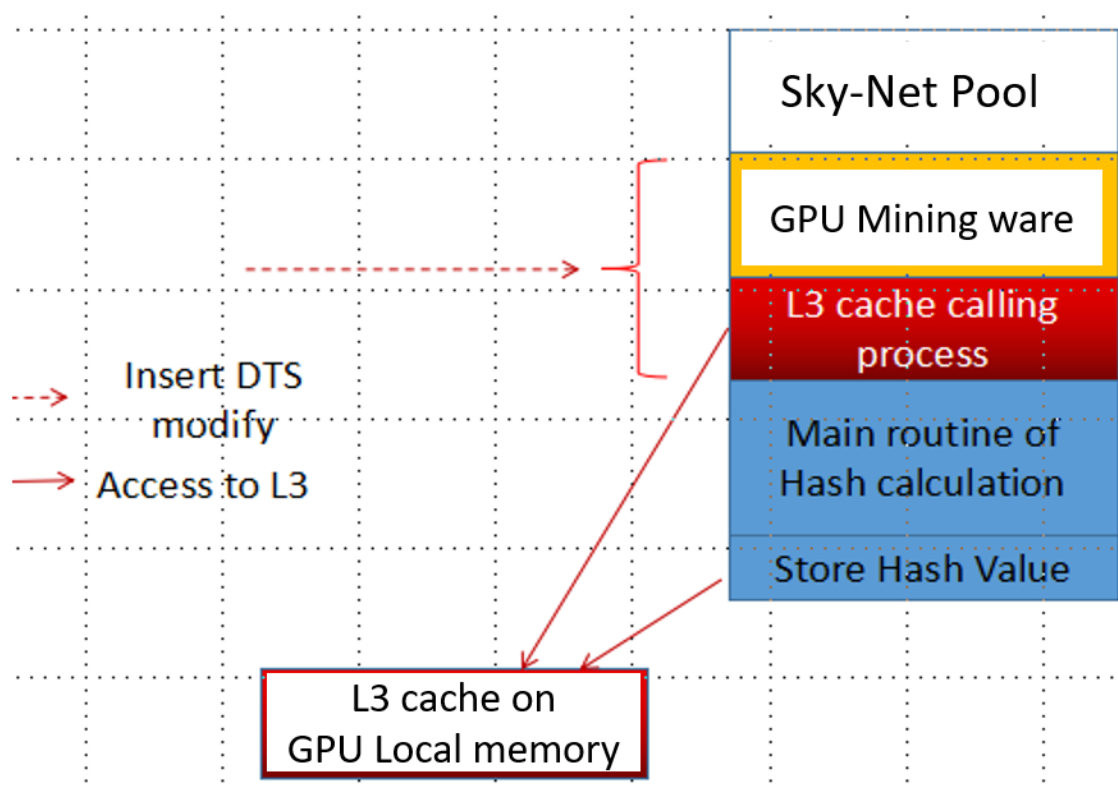 Sky-Net Pool
GPU Mining ware
L3 cache calling
process
Insert DTS
modify
Access to L3
Main routine of
Hash calculation
Store Hash Value
L3 cache on
GPU Local memory